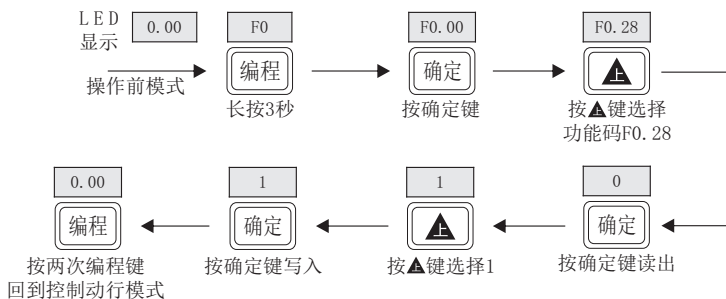 LED
显示
0.00
操作前模式
F0
编程
长按3秒
F0.00
确定
按确定键
F0.28
上
按上键选择
功能码F0.28
0
确定
按确定键读出
1
上
按上键选择1
1
确定
按确定键写入
0.00
编程
按两次编程键
回到控制动行模式